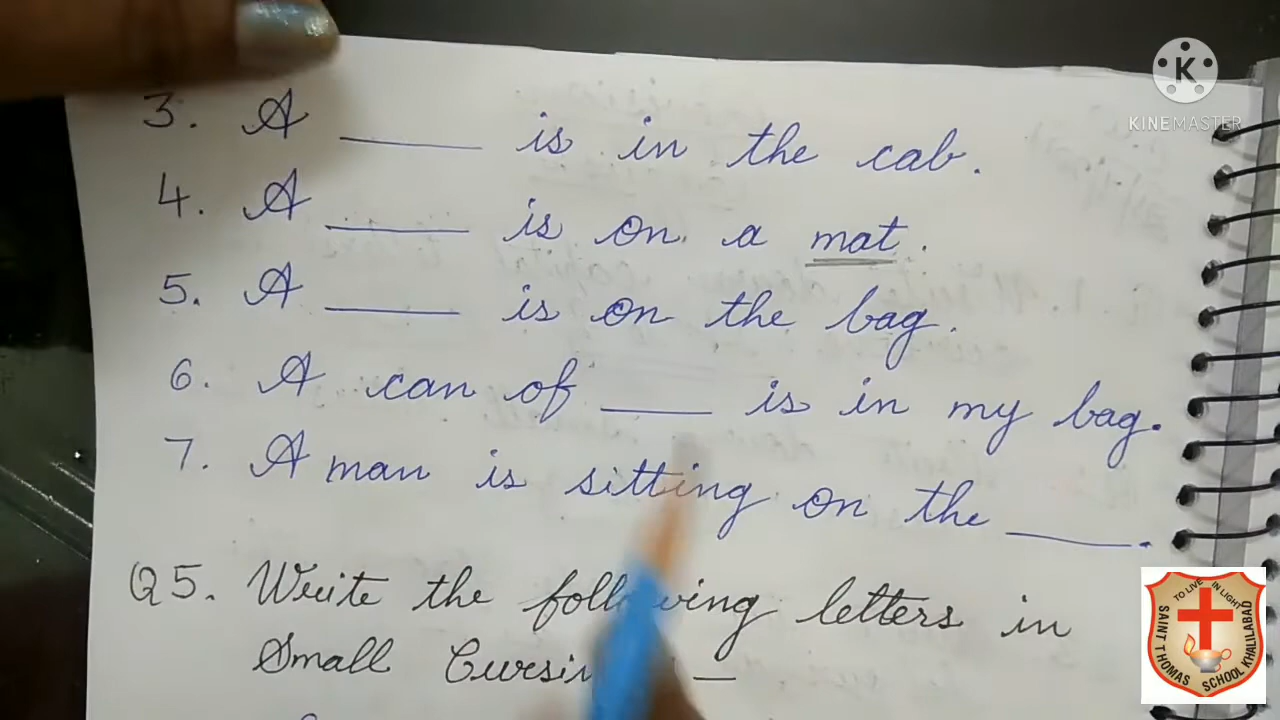 3. A ____ is in the cab.
4. A ____ is on a mat.
5. A ____ is on the bag.
6. A can of ____ is in my bag.
7. A man is sitting on the ____.
Q5. Write the following letters in
Small
K
KINEMASTER
TO LIVE IN LIGHT
SAINT THOMAS SCHOOL KHALILABAD